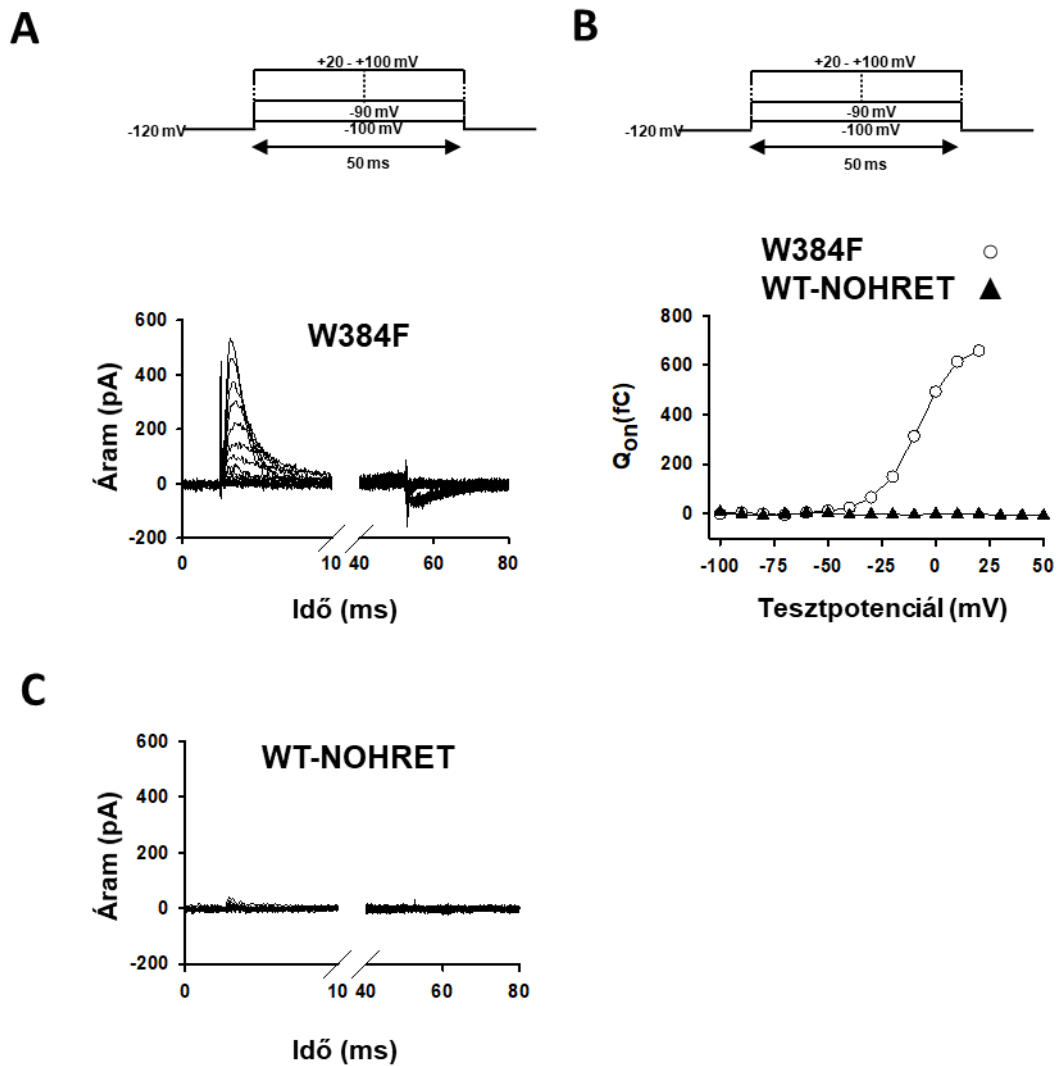 A
+20 - +100 mV
-90 mV
-120 mV
-100 mV
50 ms
600
400
200
0
-200
Áram (pA)
W384F
0
10
40
60
80
Idő (ms)
B
+20 - +100 mV
-90 mV
-120 mV
-100 mV
50 ms
W384F
WT-NOHRET
800
600
400
200
0
Qon(fC)
-100
-75
-50
-25
0
25
50
Tesztpotenciál (mV)
C
WT-NOHRET
600
400
200
0
-200
Áram (pA)
0
10
40
60
80
Idő (ms)